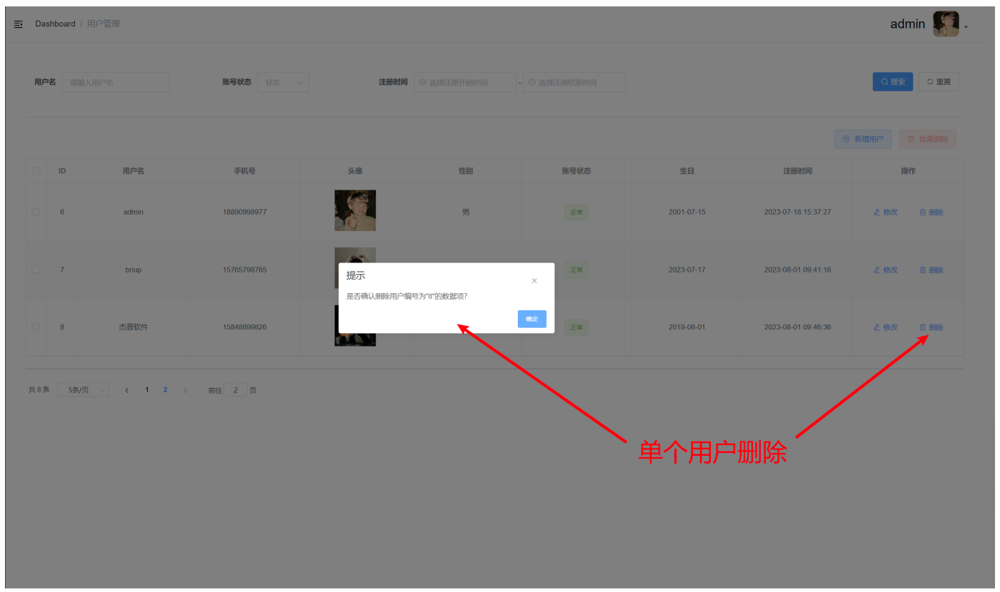 Dashboard / 用户管理
admin
用户名 请输入用户名 账号状态 状态 注册时间 选择注册开始时间 - 选择注册结束时间 搜索 重置
新增用户 批量删除
ID 用户名 手机号 头像 性别 账号状态 生日 注册时间 操作
6 admin 18890998977 男 正常 2001-07-15 2023-07-18 15:37:27 修改 删除
7 briup 15765798765 正常 2023-07-17 2023-08-01 09:41:16 修改 删除
提示
是否确认删除用户编号为"8"的数据项?
确定
8 杰普软件 15848899826 正常 2019-08-01 2023-08-01 09:46:36 修改 删除
共 8 条 5条/页 1 2 前往 2 页
单个用户删除